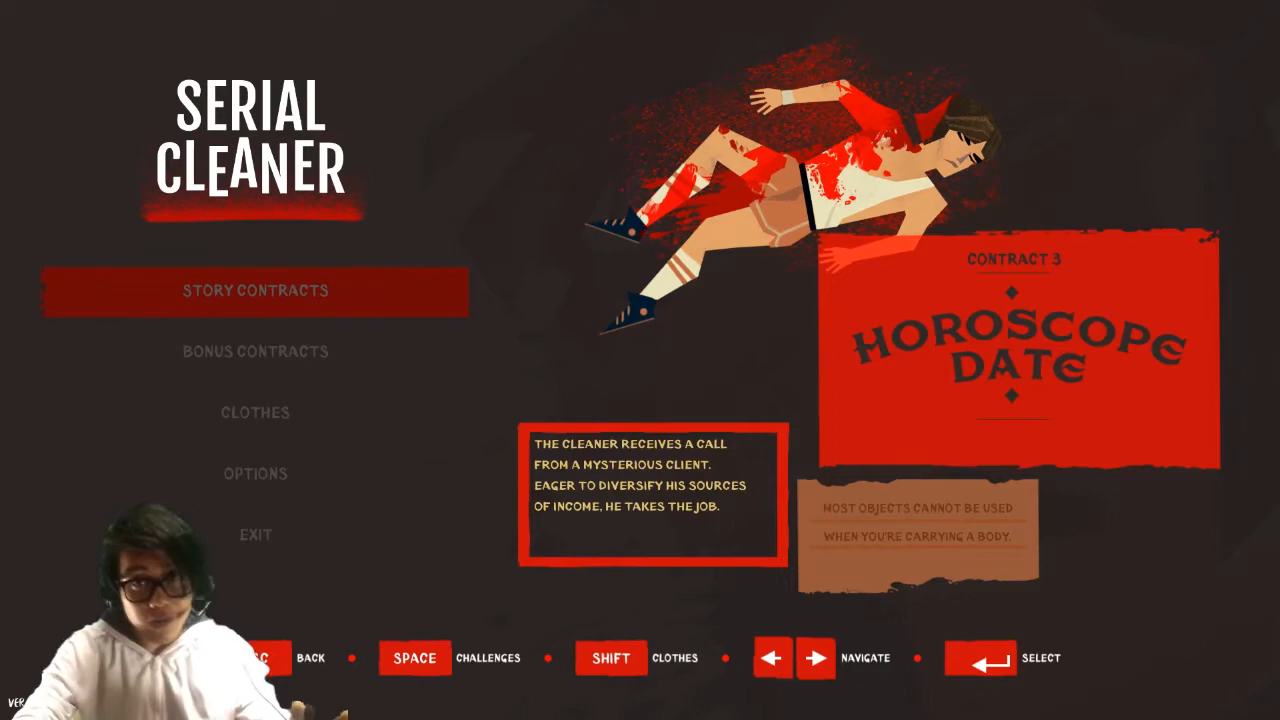 SERIAL
CLEANER
STORY CONTRACTS
BONUS CONTRACTS
CLOTHES
OPTIONS
EXIT
CONTRACT 3
HOROSCOPE
DATE
THE CLEANER RECEIVES A CALL
FROM A MYSTERIOUS CLIENT.
EAGER TO DIVERSIFY HIS SOURCES
OF INCOME, HE TAKES THE JOB.
MOST OBJECTS CANNOT BE USED
WHEN YOU'RE CARRYING A BODY.
BACK
SPACE CHALLENGES
SHIFT CLOTHES
NAVIGATE
SELECT